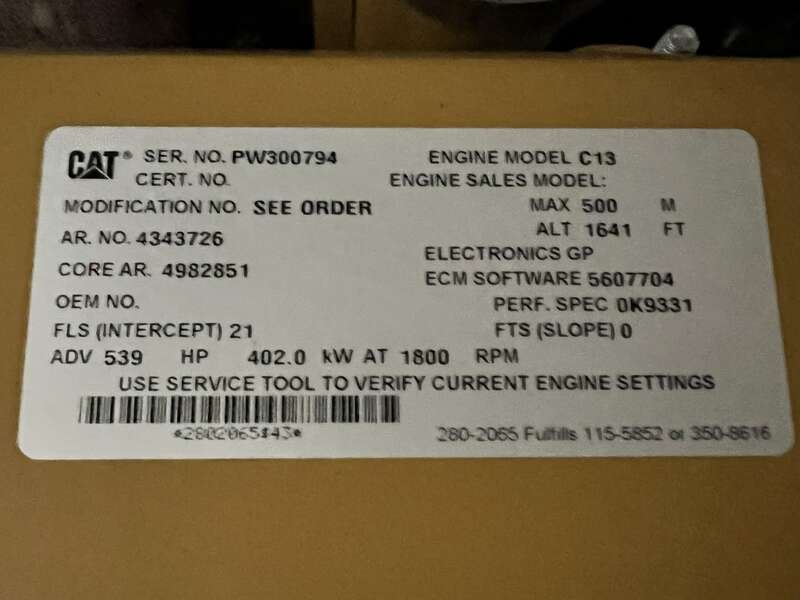 CAT® SER. NO. PW300794 ENGINE MODEL C13
CERT. NO. ENGINE SALES MODEL:
MODIFICATION NO. SEE ORDER MAX 500 M
AR. NO. 4343726 ALT 1641 FT
ELECTRONICS GP
CORE AR. 4982851 ECM SOFTWARE 5607704
OEM NO. PERF. SPEC 0K9331
FLS (INTERCEPT) 21 FTS (SLOPE) 0
ADV 539 HP 402.0 kW AT 1800 RPM
USE SERVICE TOOL TO VERIFY CURRENT ENGINE SETTINGS
*2802065$43*
280-2065 Fulfills 115-5852 or 350-8616